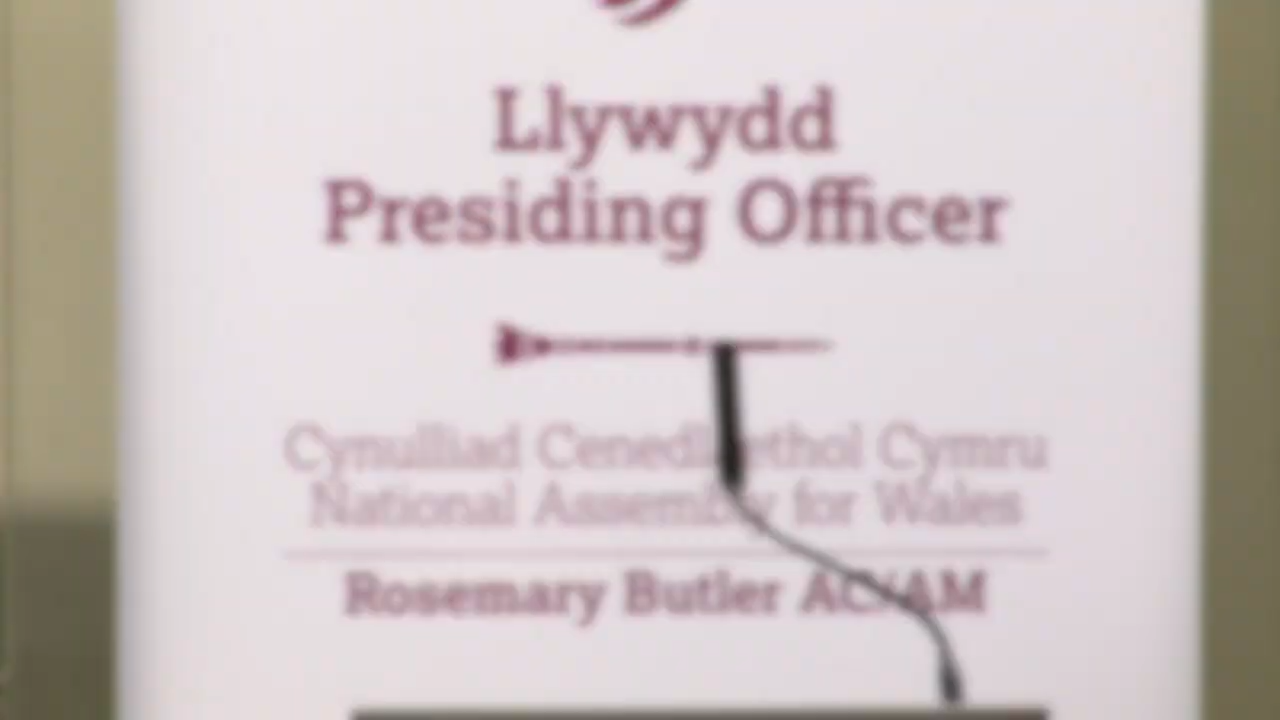 Llywydd
Presiding Officer
Cynulliad Cenedlaethol Cymru
National Assembly for Wales
Rosemary Butler AC/AM